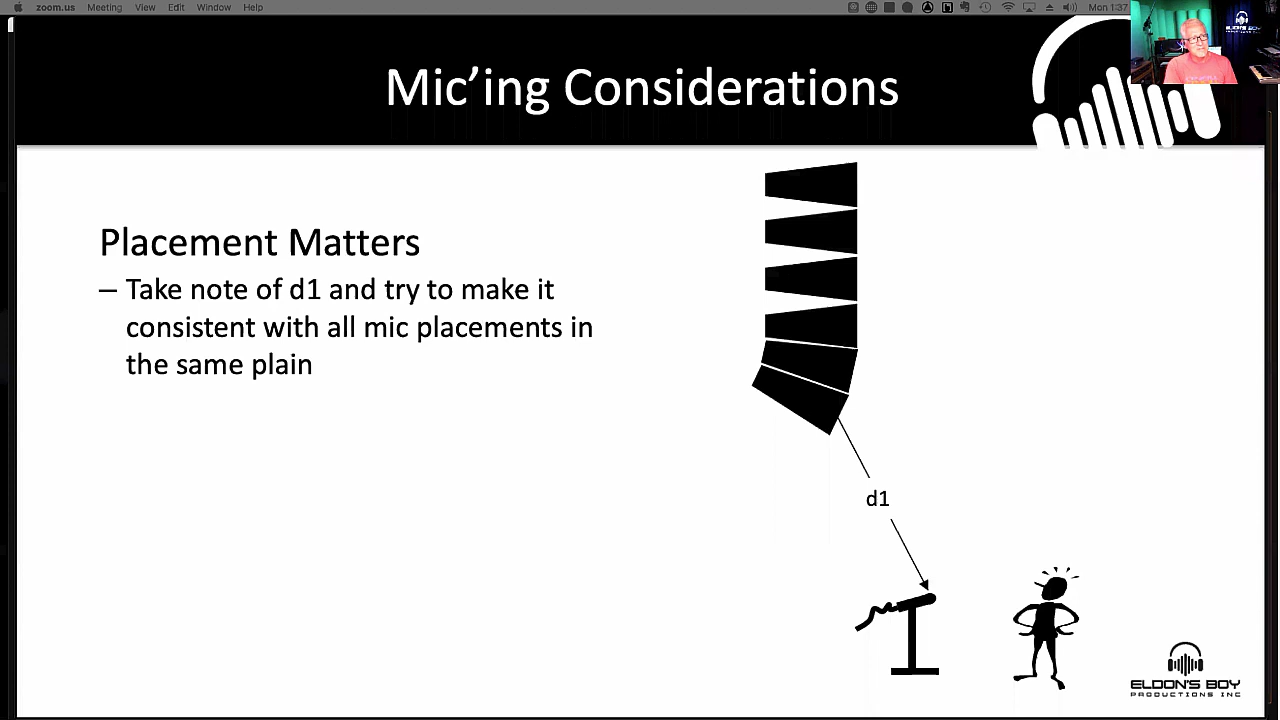 zoom.us Meeting View Edit Window Help Mon 1:37
Mic’ing Considerations
Placement Matters
– Take note of d1 and try to make it
consistent with all mic placements in
the same plain
d1
ELDON'S BOY
PRODUCTIONS INC